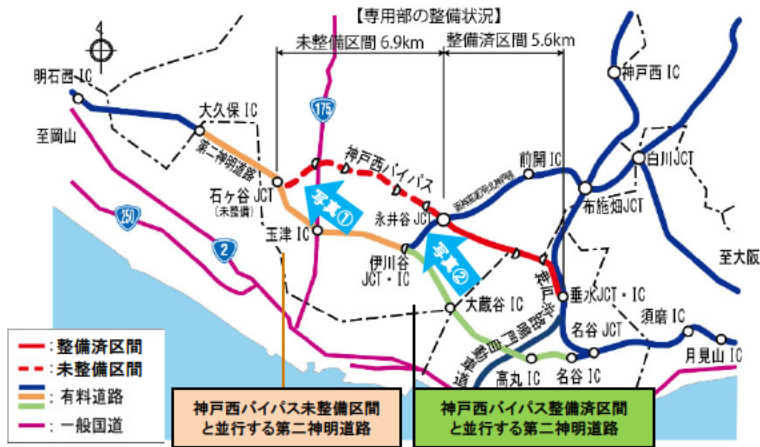 【専用部の整備状況】
未整備区間 6.9km
整備済区間 5.6km
明石西 IC
大久保 IC
至岡山
第二神明道路
175
神戸西バイパス
石ヶ谷 JCT
(未整備)
写真①
玉津 IC
永井谷 JCT
写真②
伊川谷
JCT・IC
前開 IC
神戸西 IC
白川JCT
布施畑JCT
至大阪
250
2
大蔵谷 IC
垂水JCT・IC
名谷 JCT
須磨 IC
月見山 IC
高丸 IC
名谷 IC
:整備済区間
:未整備区間
:有料道路
:一般国道
神戸西バイパス未整備区間
と並行する第二神明道路
神戸西バイパス整備済区間
と並行する第二神明道路